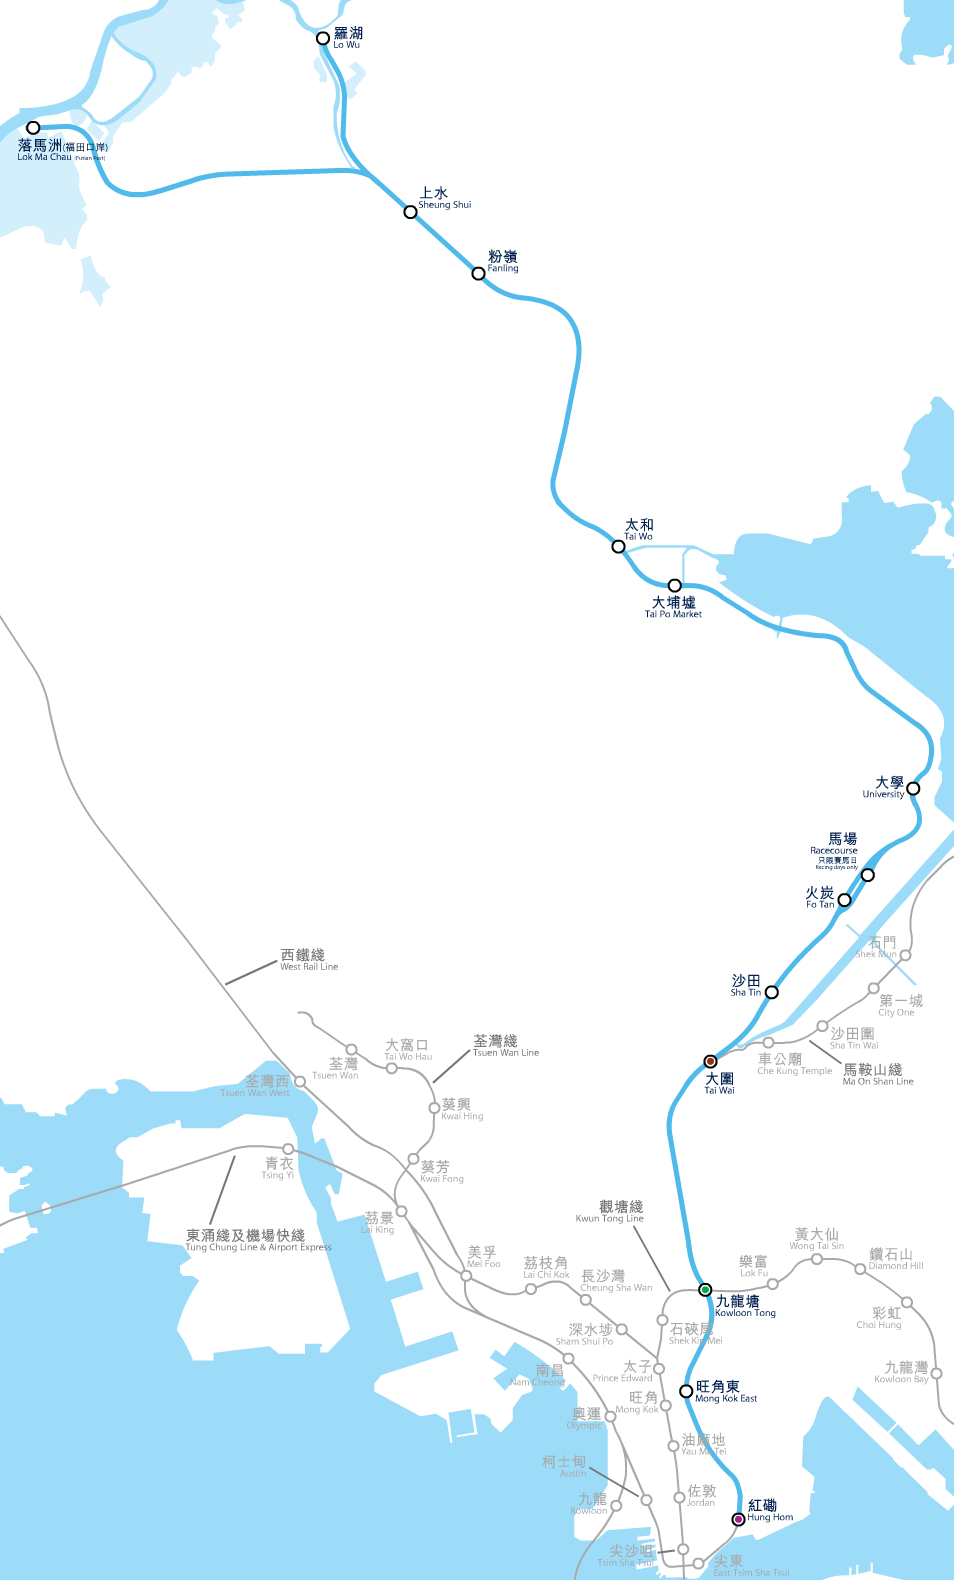 羅湖
Lo Wu
落馬洲(福田口岸)
Lok Ma Chau (Futian Port)
上水
Sheung Shui
粉嶺
Fanling
太和
Tai Wo
大埔墟
Tai Po Market
大學
University
馬場
Racecourse
只限賽馬日
Racing days only
火炭
Fo Tan
石門
Shek Mun
西鐵綫
West Rail Line
沙田
Sha Tin
第一城
City One
沙田圍
Sha Tin Wai
車公廟
Che Kung Temple
馬鞍山綫
Ma On Shan Line
大圍
Tai Wai
荃灣綫
Tsuen Wan Line
大窩口
Tai Wo Hau
荃灣
Tsuen Wan
荃灣西
Tsuen Wan West
葵興
Kwai Hing
青衣
Tsing Yi
葵芳
Kwai Fong
荔景
Lai King
東涌綫及機場快綫
Tung Chung Line & Airport Express
觀塘綫
Kwun Tong Line
美孚
Mei Foo
荔枝角
Lai Chi Kok
長沙灣
Cheung Sha Wan
樂富
Lok Fu
黃大仙
Wong Tai Sin
鑽石山
Diamond Hill
彩虹
Choi Hung
九龍塘
Kowloon Tong
深水埗
Sham Shui Po
石硤尾
Shek Kip Mei
南昌
Nam Cheong
太子
Prince Edward
九龍灣
Kowloon Bay
旺角東
Mong Kok East
旺角
Mong Kok
奧運
Olympic
油麻地
Yau Ma Tei
柯士甸
Austin
九龍
Kowloon
佐敦
Jordan
紅磡
Hung Hom
尖沙咀
Tsim Sha Tsui
尖東
East Tsim Sha Tsui